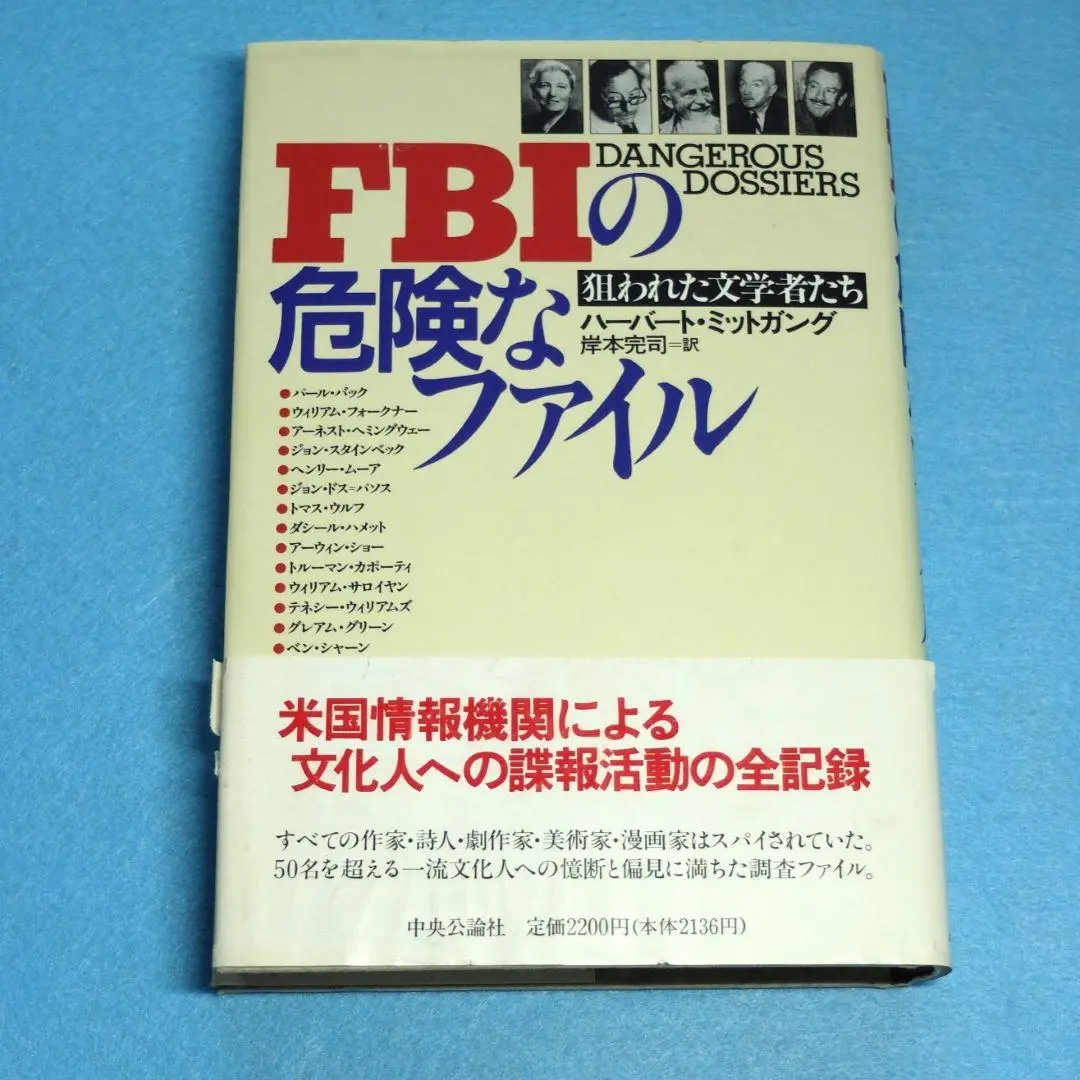 DANGEROUS
DOSSIERS
FBIの
危険な
ファイル
狙われた文学者たち
ハーバート・ミットガング
岸本完司=訳
●パール・バック
●ウィリアム・フォークナー
●アーネスト・ヘミングウェー
●ジョン・スタインベック
●ヘンリー・ムーア
●ジョン・ドス=パソス
●トマス・ウルフ
●ダシール・ハメット
●アーウィン・ショー
●トルーマン・カポーティ
●ウィリアム・サロイヤン
●テネシー・ウィリアムズ
●グレアム・グリーン
●ベン・シャーン
米国情報機関による
文化人への諜報活動の全記録
すべての作家・詩人・劇作家・美術家・漫画家はスパイされていた。
50名を超える一流文化人への憶断と偏見に満ちた調査ファイル。
中央公論社 定価2200円(本体2136円)